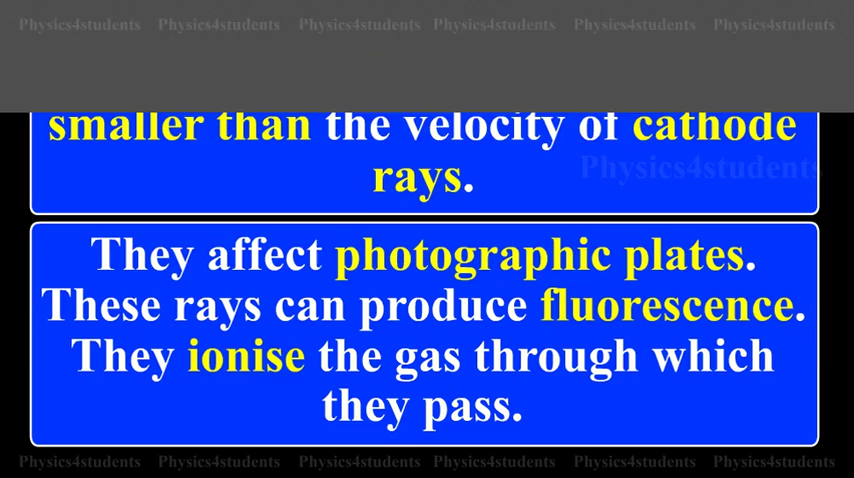 Physics4students Physics4students Physics4students Physics4students Physics4students Physics4students
smaller than the velocity of cathode
rays.
Physics4students
They affect photographic plates.
These rays can produce fluorescence.
They ionise the gas through which
they pass.
Physics4students Physics4students Physics4students Physics4students Physics4students Physics4students